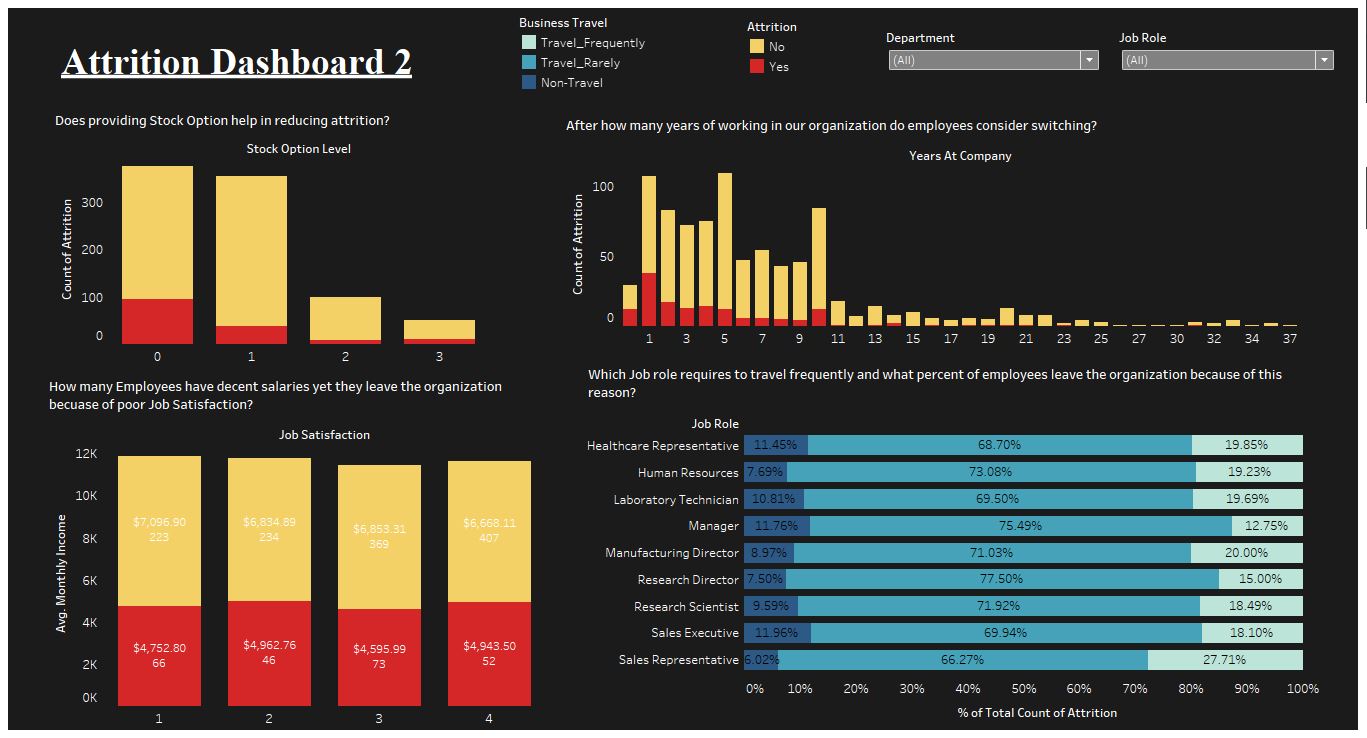 Attrition Dashboard 2
Business Travel
Travel_Frequently
Travel_Rarely
Non-Travel
Attrition
No
Yes
Department
(All)
Job Role
(All)
Does providing Stock Option help in reducing attrition?
Stock Option Level
Count of Attrition
300
200
100
0
0 1 2 3
After how many years of working in our organization do employees consider switching?
Years At Company
Count of Attrition
100
50
0
1 3 5 7 9 11 13 15 17 19 21 23 25 27 30 32 34 37
How many Employees have decent salaries yet they leave the organization
becuase of poor Job Satisfaction?
Job Satisfaction
Avg. Monthly Income
12K
10K
8K
6K
4K
2K
0K
$7,096.90 $6,834.89 $6,853.31 $6,668.11
223 234 369 407
$4,752.80 $4,962.76 $4,595.99 $4,943.50
66 46 73 52
1 2 3 4
Which Job role requires to travel frequently and what percent of employees leave the organization because of this
reason?
Job Role
Healthcare Representative 11.45% 68.70% 19.85%
Human Resources 7.69% 73.08% 19.23%
Laboratory Technician 10.81% 69.50% 19.69%
Manager 11.76% 75.49% 12.75%
Manufacturing Director 8.97% 71.03% 20.00%
Research Director 7.50% 77.50% 15.00%
Research Scientist 9.59% 71.92% 18.49%
Sales Executive 11.96% 69.94% 18.10%
Sales Representative 6.02% 66.27% 27.71%
0% 10% 20% 30% 40% 50% 60% 70% 80% 90% 100%
% of Total Count of Attrition